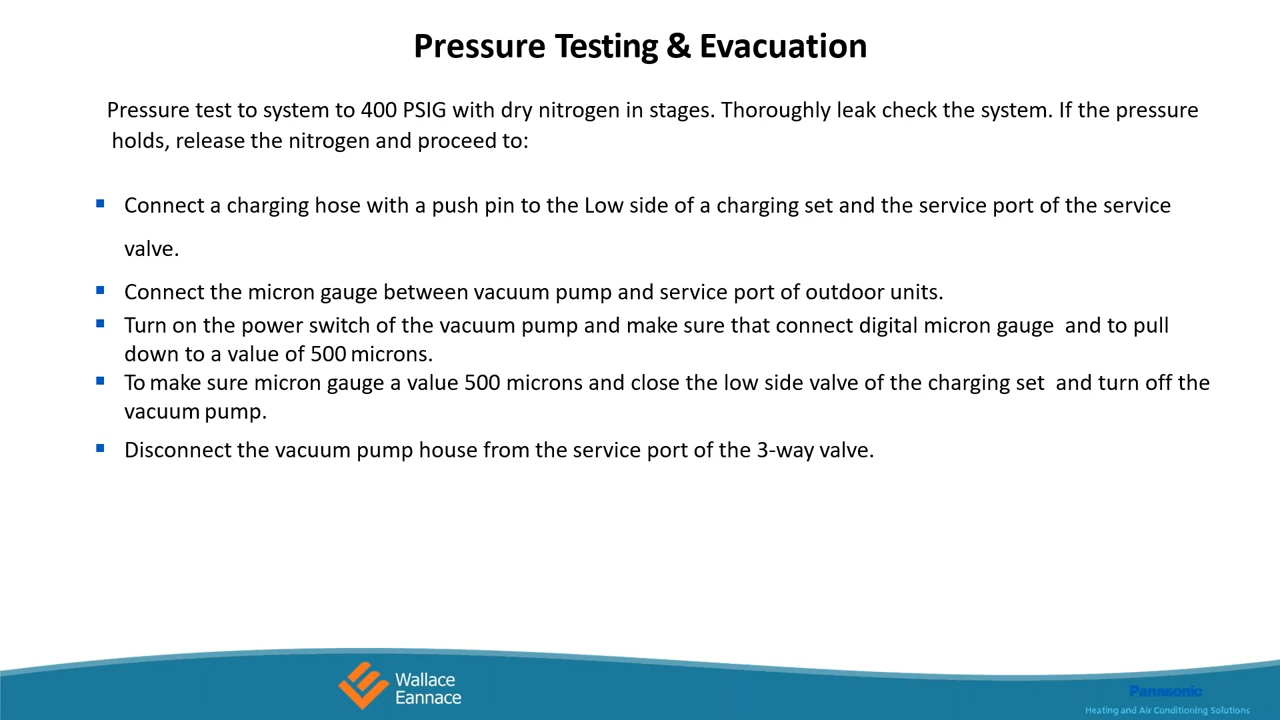 Pressure Testing & Evacuation
Pressure test to system to 400 PSIG with dry nitrogen in stages. Thoroughly leak check the system. If the pressure
holds, release the nitrogen and proceed to:
▪ Connect a charging hose with a push pin to the Low side of a charging set and the service port of the service
valve.
▪ Connect the micron gauge between vacuum pump and service port of outdoor units.
▪ Turn on the power switch of the vacuum pump and make sure that connect digital micron gauge and to pull
down to a value of 500 microns.
▪ To make sure micron gauge a value 500 microns and close the low side valve of the charging set and turn off the
vacuum pump.
▪ Disconnect the vacuum pump house from the service port of the 3-way valve.
Wallace
Eannace
Panasonic
Heating and Air Conditioning Solutions